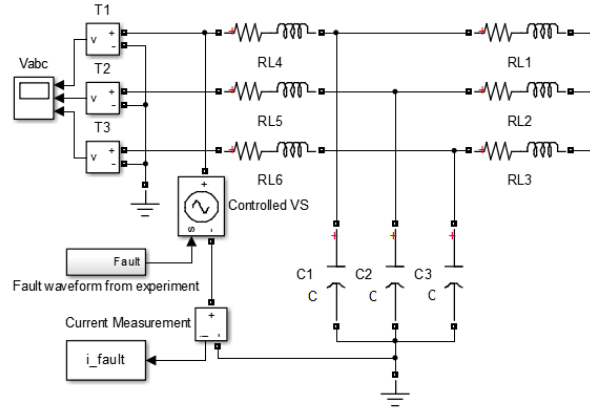 T1
v
+
-
RL4
RL1
Vabc
T2
v
+
-
RL5
RL2
T3
v
+
-
RL6
RL3
+
s
-
Controlled VS
Fault
Fault waveform from experiment
C1
C
C2
C
C3
C
Current Measurement
+
i
-
i_fault